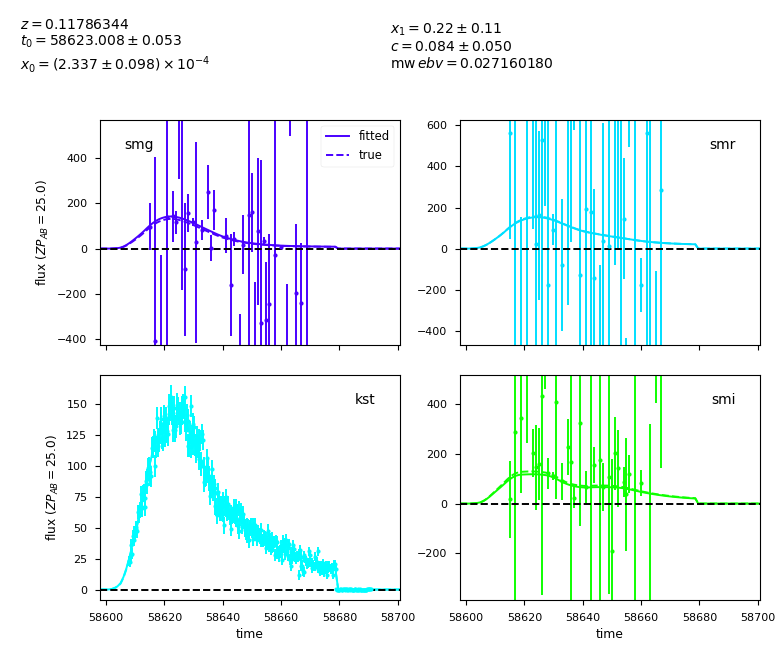 z = 0.11786344
t₀ = 58623.008 ± 0.053
x₀ = (2.337 ± 0.098) × 10⁻⁴
x₁ = 0.22 ± 0.11
c = 0.084 ± 0.050
mw ebv = 0.027160180
smg
fitted
true
flux (ZP_AB = 25.0)
400
200
0
−200
−400
smr
600
400
200
0
−200
−400
kst
flux (ZP_AB = 25.0)
150
125
100
75
50
25
0
58600 58620 58640 58660 58680 58700
time
smi
400
200
0
−200
58600 58620 58640 58660 58680 58700
time